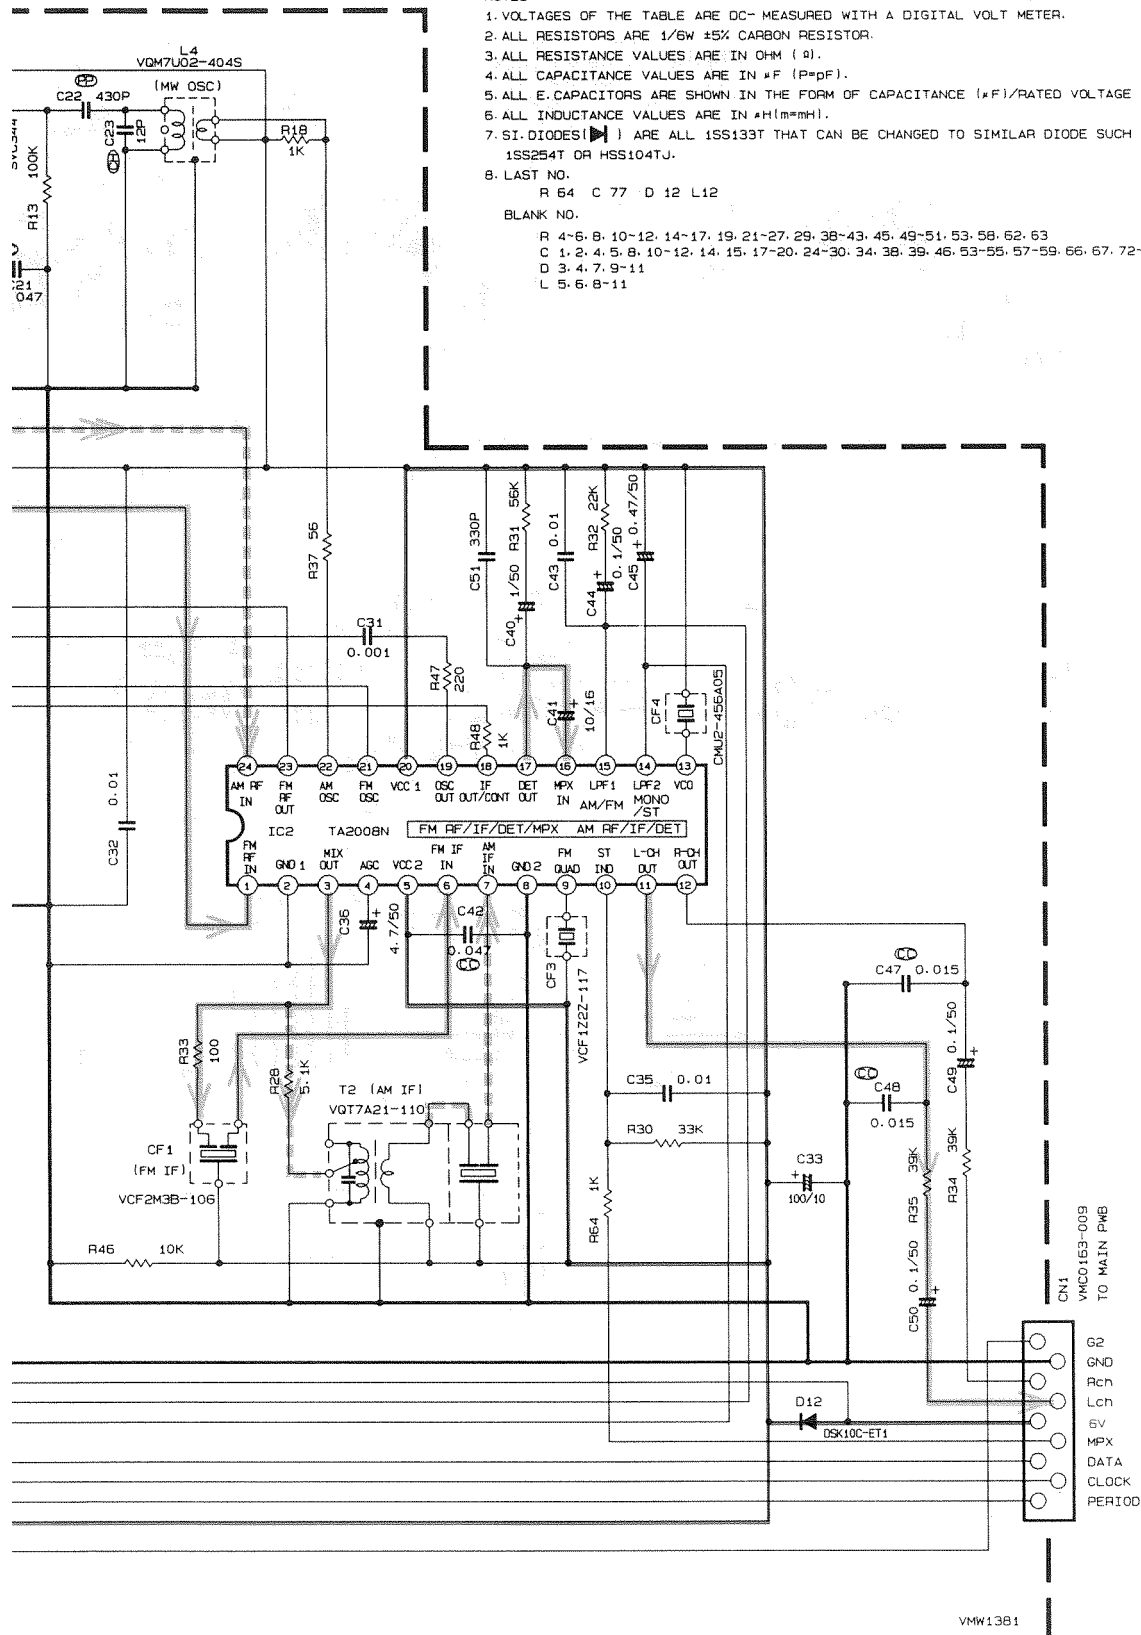 1. VOLTAGES OF THE TABLE ARE DC- MEASURED WITH A DIGITAL VOLT METER.
2. ALL RESISTORS ARE 1/6W ±5% CARBON RESISTOR.
3. ALL RESISTANCE VALUES ARE IN OHM (Ω).
4. ALL CAPACITANCE VALUES ARE IN μF (P=pF).
5. ALL E.CAPACITORS ARE SHOWN IN THE FORM OF CAPACITANCE (μF)/RATED VOLTAGE
6. ALL INDUCTANCE VALUES ARE IN μH(m=mH).
7. SI.DIODES( ) ARE ALL 1SS133T THAT CAN BE CHANGED TO SIMILAR DIODE SUCH
1SS254T OR HSS104TJ.
8. LAST NO.
R 64 C 77 D 12 L12
BLANK NO.
R 4~6. 8. 10~12. 14~17. 19. 21~27. 29. 38~43. 45. 49~51. 53. 58. 62. 63
C 1. 2. 4. 5. 8. 10~12. 14. 15. 17~20. 24~30. 34. 38. 39. 46. 53~55. 57~59. 66. 67. 72~
D 3. 4. 7. 9~11
L 5. 6. 8~11
L4
VQM7U02-404S
(MW OSC)
PP
C22 430P
C23
12P
CH
R18
1K
SVC344
100K
R13
C21
047
R37 56
C31
0.001
R47
220
R48
1K
C51 330P
R31 56K
C40 1/50
+
C43 0.01
R32 22K
C44 0.1/50
+
C45 0.47/50
+
C41 10/16
+
CF4
CMU2-456A05
C32 0.01
24 23 22 21 20 19 18 17 16 15 14 13
AM RF IN
FM RF OUT
AM OSC
FM OSC
VCC 1
OSC OUT
IF OUT/CONT
DET OUT
MPX IN
LPF1
AM/FM
LPF2
MONO /ST
VCO
IC2 TA2008N
FM RF/IF/DET/MPX AM RF/IF/DET
FM RF IN
GND 1
MIX OUT
AGC
VCC 2
FM IF IN
AM IF IN
GND 2
FM QUAD
ST IND
L-CH OUT
R-CH OUT
1 2 3 4 5 6 7 8 9 10 11 12
C36 4.7/50
+
C42
0.047
CC
CF3
VCF1Z2Z-117
R33
100
R28
5.1K
T2 (AM IF)
VQT7A21-110
CF1
(FM IF)
VCF2M3B-106
R46 10K
C35 0.01
R30 33K
R64 1K
CC
C47 0.015
C49 0.1/50
+
CC
C48
0.015
R35 39K
R34 39K
C33
+
100/10
C50 0.1/50
+
D12
DSK10C-ET1
CN1
VMC0163-009
TO MAIN PWB
G2
GND
Rch
Lch
6V
MPX
DATA
CLOCK
PERIOD
VMW1381